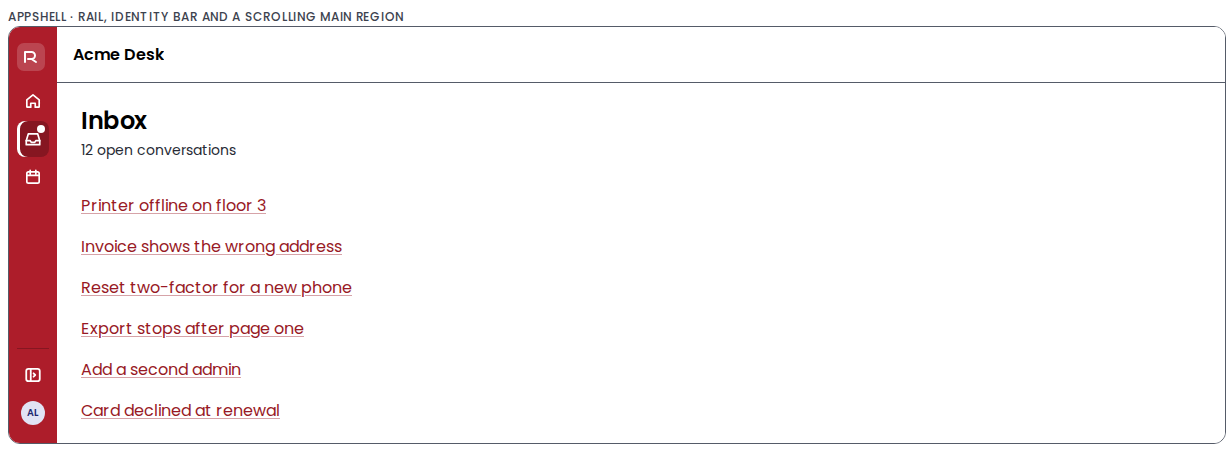 APPSHELL · RAIL, IDENTITY BAR AND A SCROLLING MAIN REGION
R
Acme Desk
Inbox
12 open conversations
Printer offline on floor 3
Invoice shows the wrong address
Reset two-factor for a new phone
Export stops after page one
Add a second admin
Card declined at renewal
AL